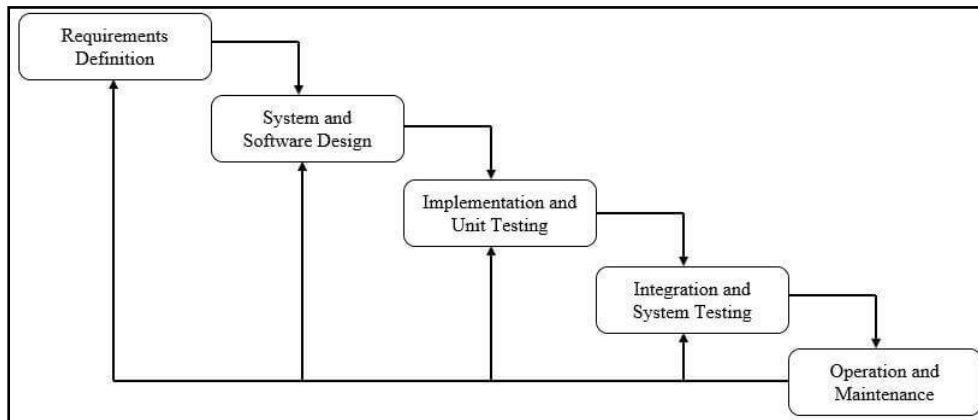 Requirements
Definition
System and
Software Design
Implementation and
Unit Testing
Integration and
System Testing
Operation and
Maintenance